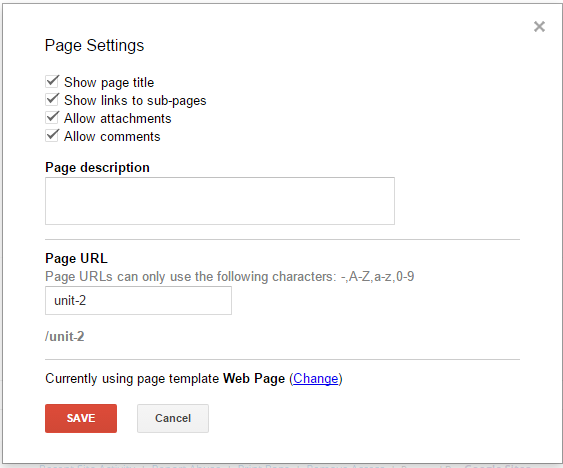 Page Settings
Show page title
Show links to sub-pages
Allow attachments
Allow comments
Page description
Page URL
Page URLs can only use the following characters: -,A-Z,a-z,0-9
unit-2
/unit-2
Currently using page template Web Page (Change)
SAVE
Cancel